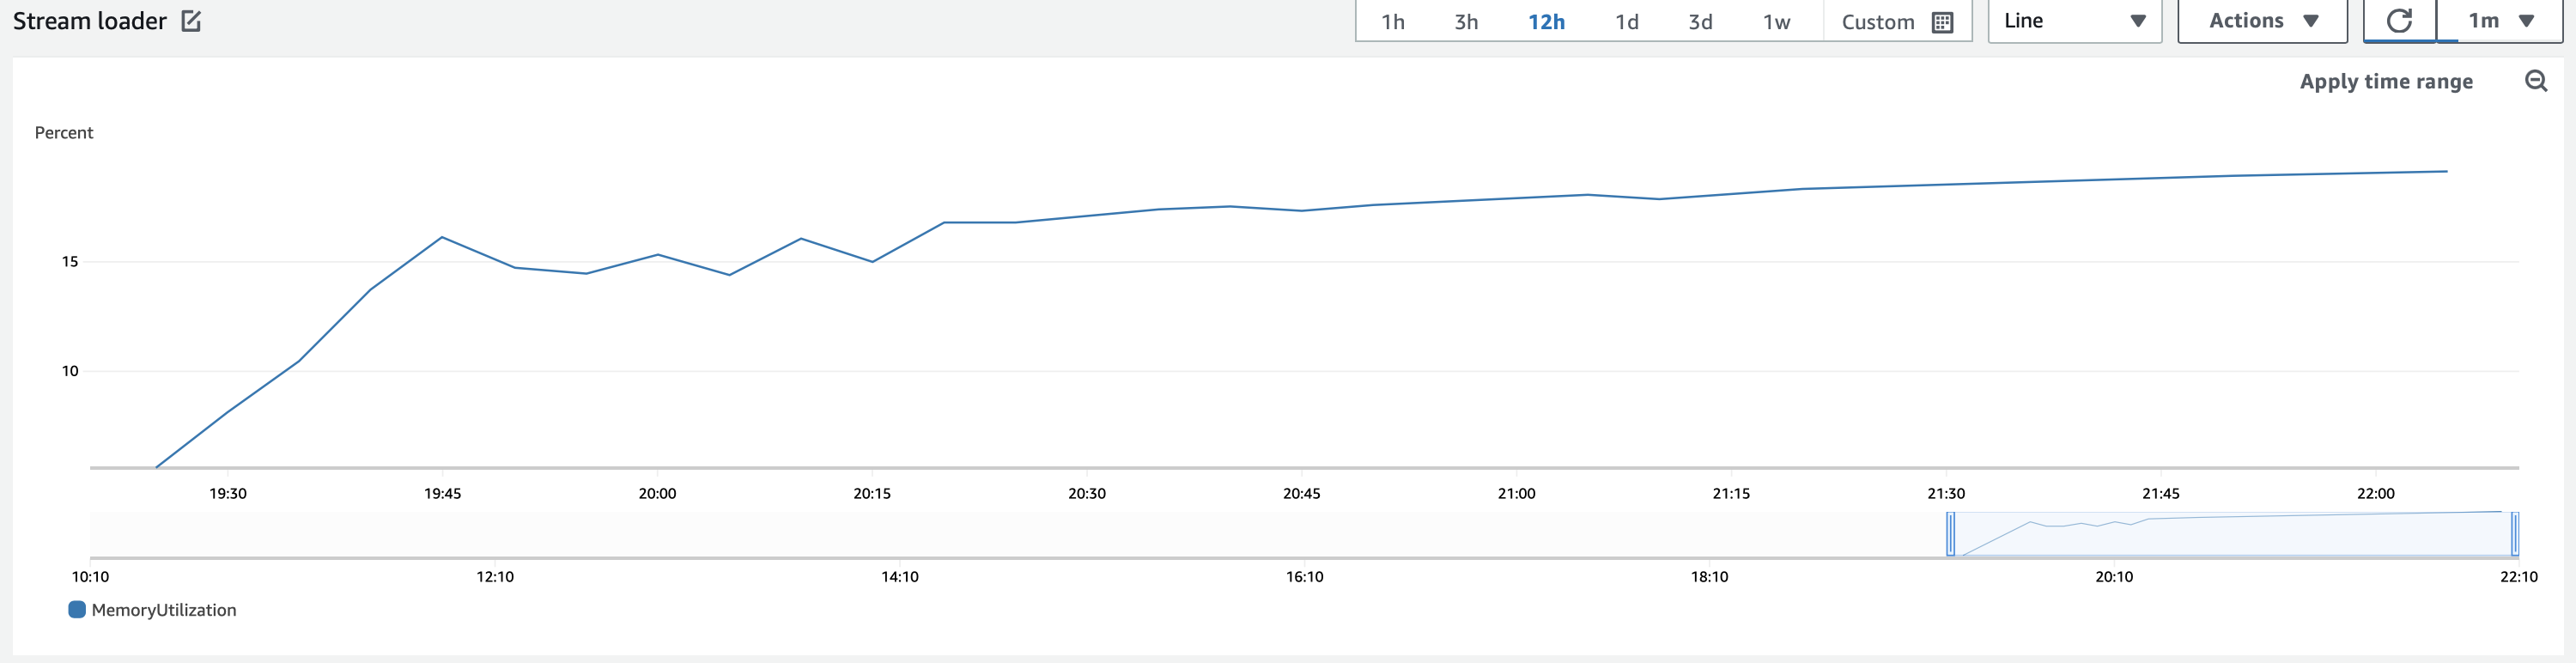 Stream loader 1h 3h 12h 1d 3d 1w Custom Line Actions 1m
Apply time range
Percent
15
10
19:30 19:45 20:00 20:15 20:30 20:45 21:00 21:15 21:30 21:45 22:00
10:10 12:10 14:10 16:10 18:10 20:10 22:10
MemoryUtilization